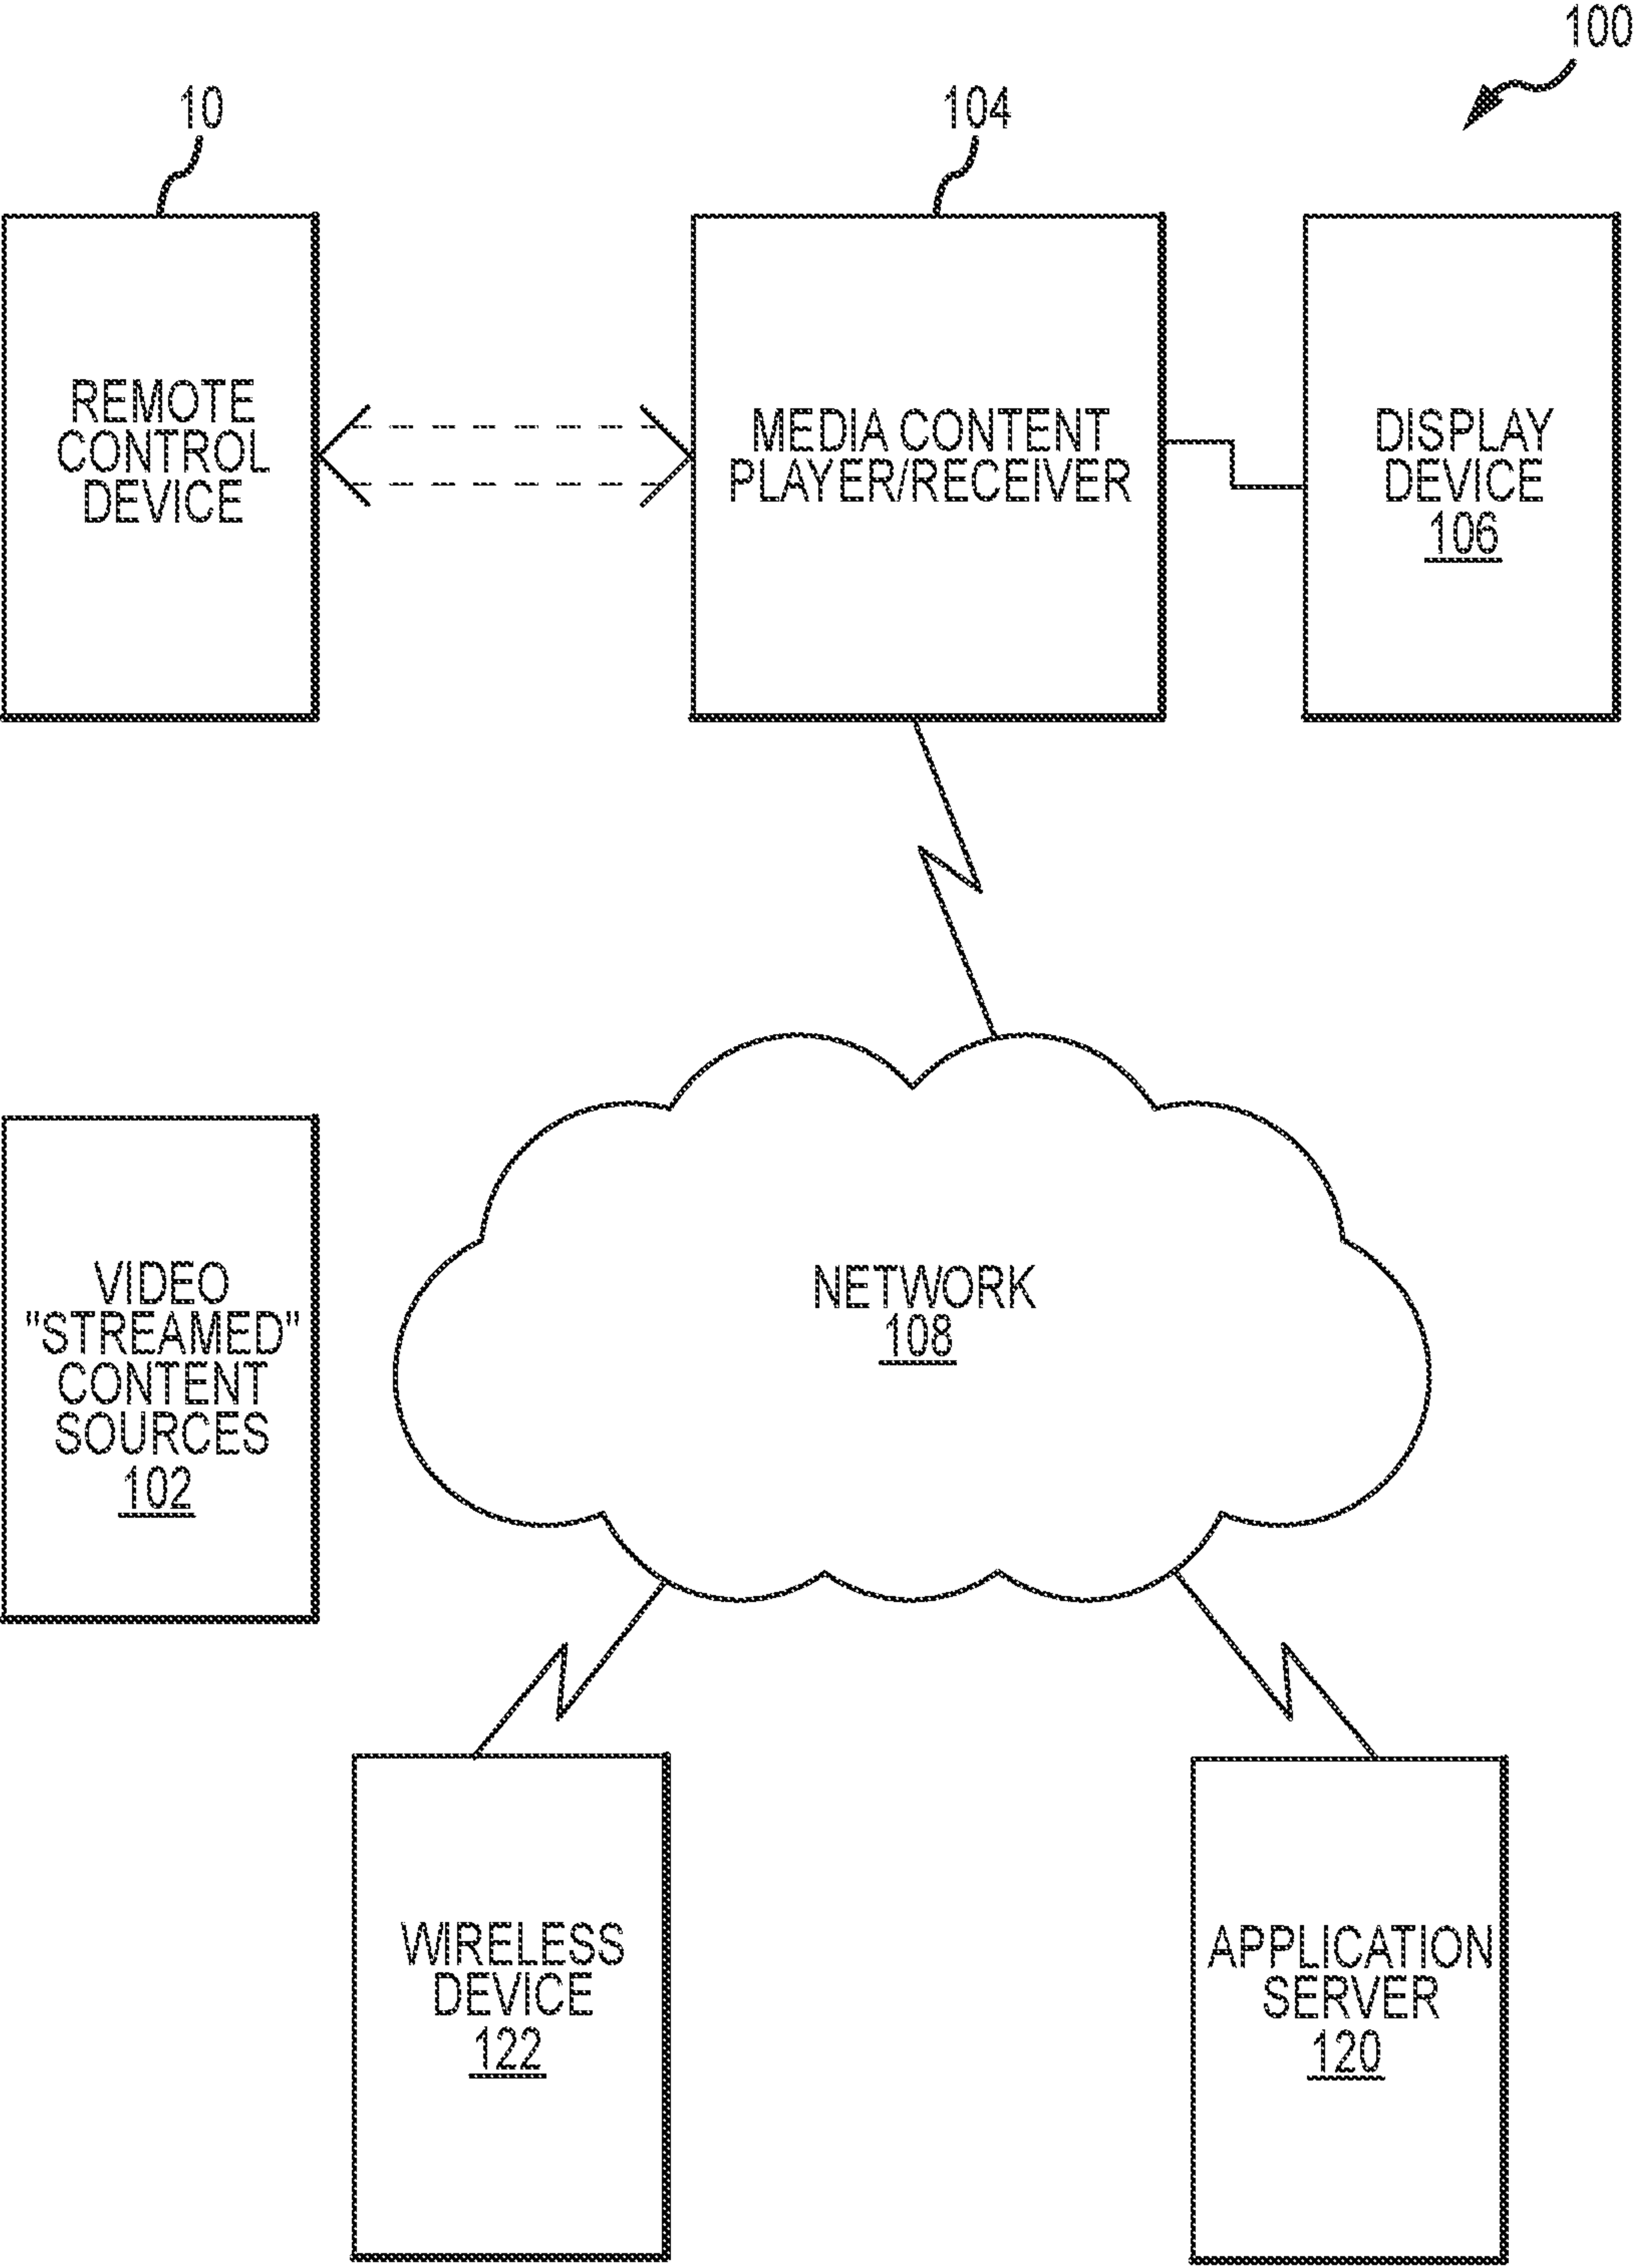 100
10
104
REMOTE
CONTROL
DEVICE
MEDIA CONTENT
PLAYER/RECEIVER
DISPLAY
DEVICE
106
VIDEO
"STREAMED"
CONTENT
SOURCES
102
NETWORK
108
WIRELESS
DEVICE
122
APPLICATION
SERVER
120